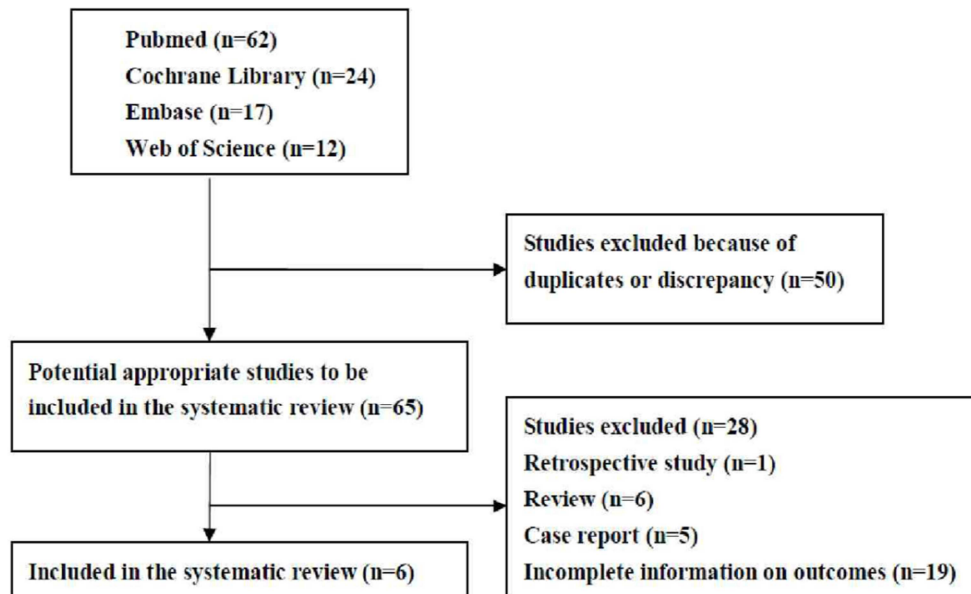 Pubmed (n=62)
Cochrane Library (n=24)
Embase (n=17)
Web of Science (n=12)
Studies excluded because of
duplicates or discrepancy (n=50)
Potential appropriate studies to be
included in the systematic review (n=65)
Studies excluded (n=28)
Retrospective study (n=1)
Review (n=6)
Case report (n=5)
Incomplete information on outcomes (n=19)
Included in the systematic review (n=6)